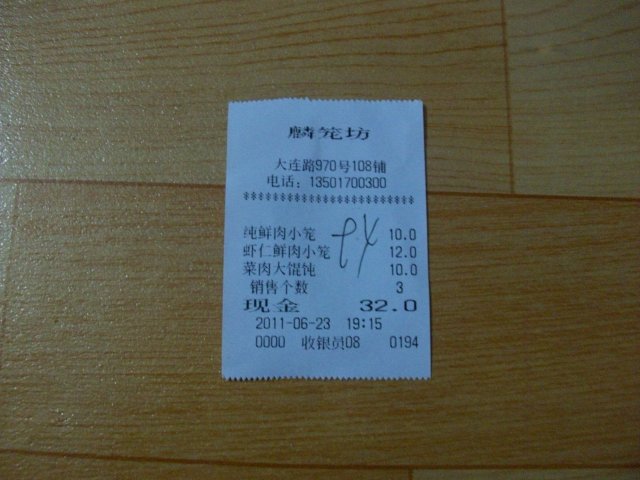 麟笼坊
大连路970号108铺
电话：13501700300
******************************
纯鲜肉小笼 10.0
虾仁鲜肉小笼 12.0
菜肉大馄饨 10.0
销售个数 3
现金 32.0
2011-06-23 19:15
0000 收银员08 0194